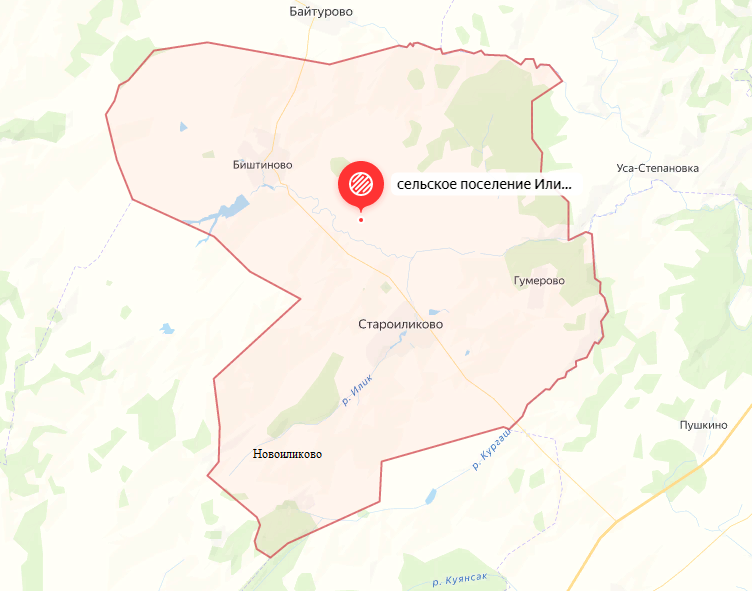 Байтурово
Биштиново
Уса-Степановка
сельское поселение Или...
Гумерово
Староиликово
р. Илик
Пушкино
Новоиликово
р. Кургаш
р. Куянсак